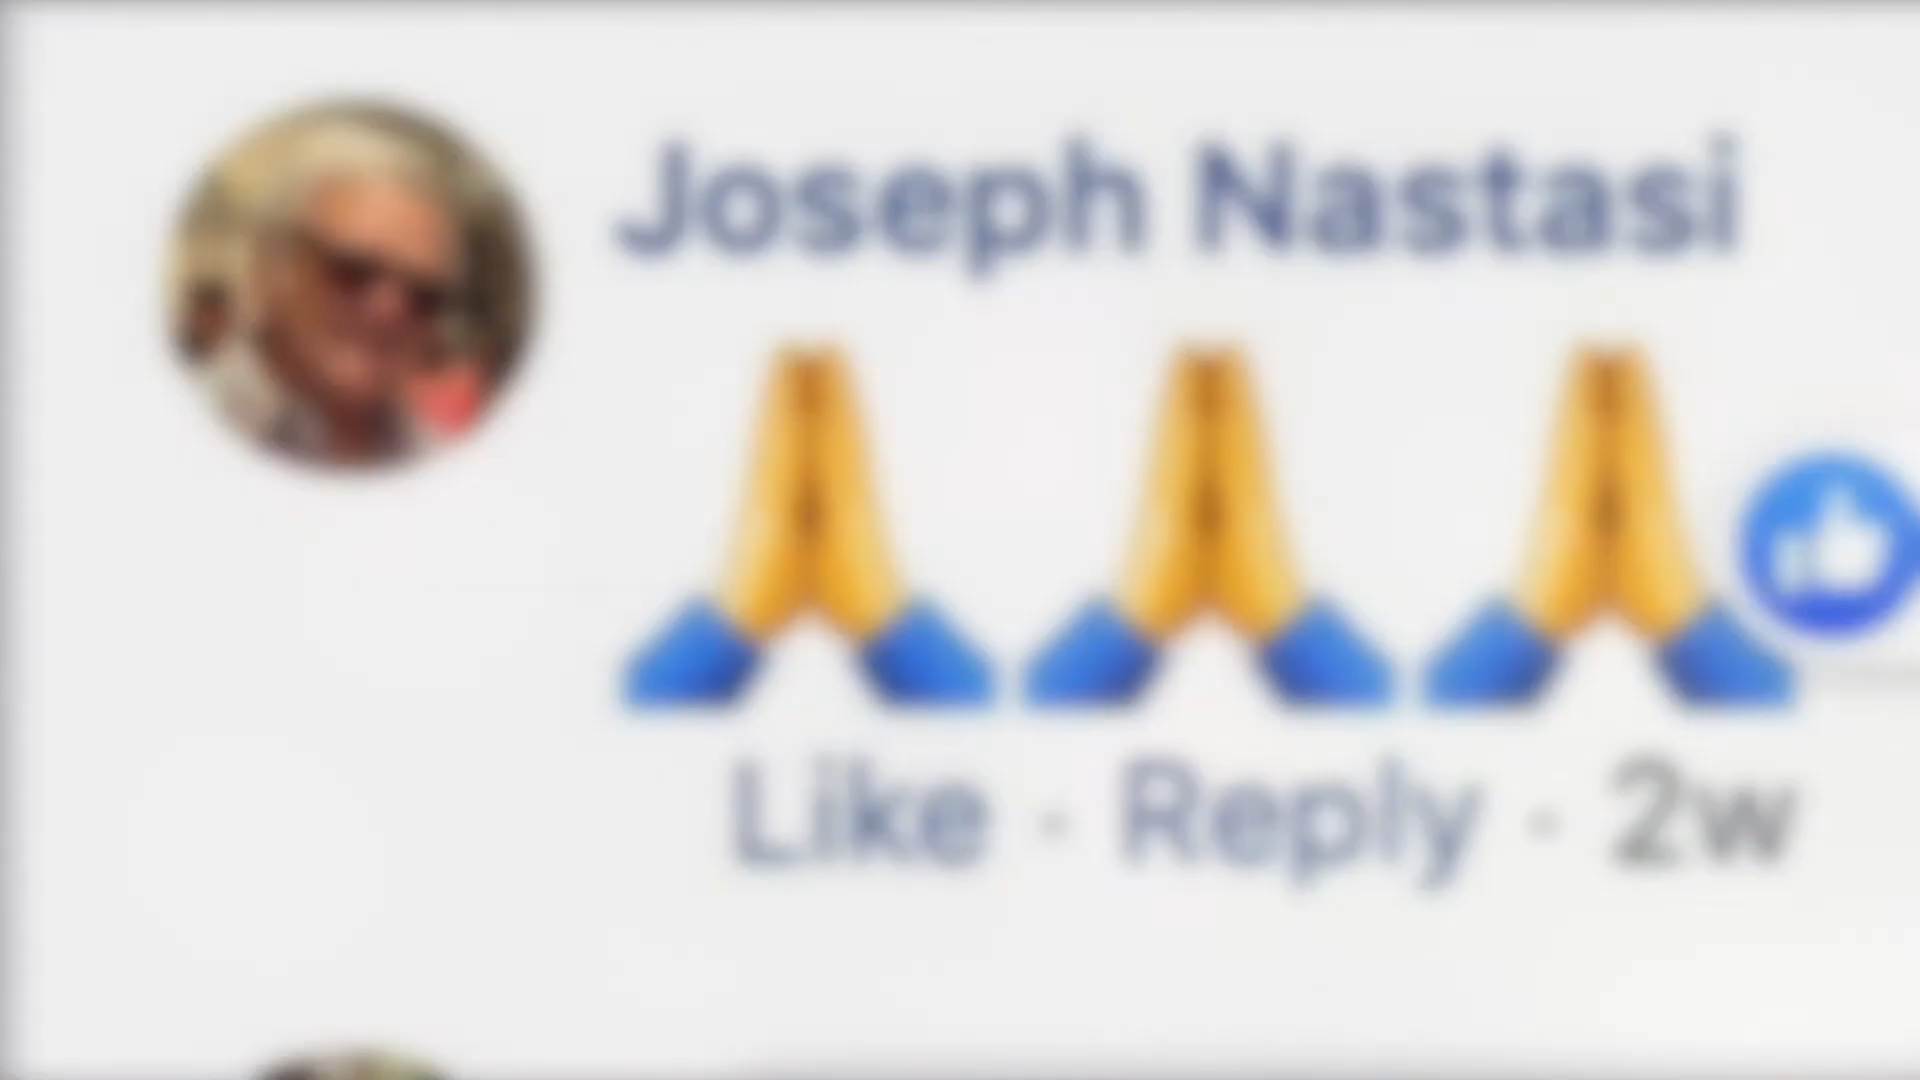 Joseph Nastasi
🙏🙏🙏
Like · Reply · 2w